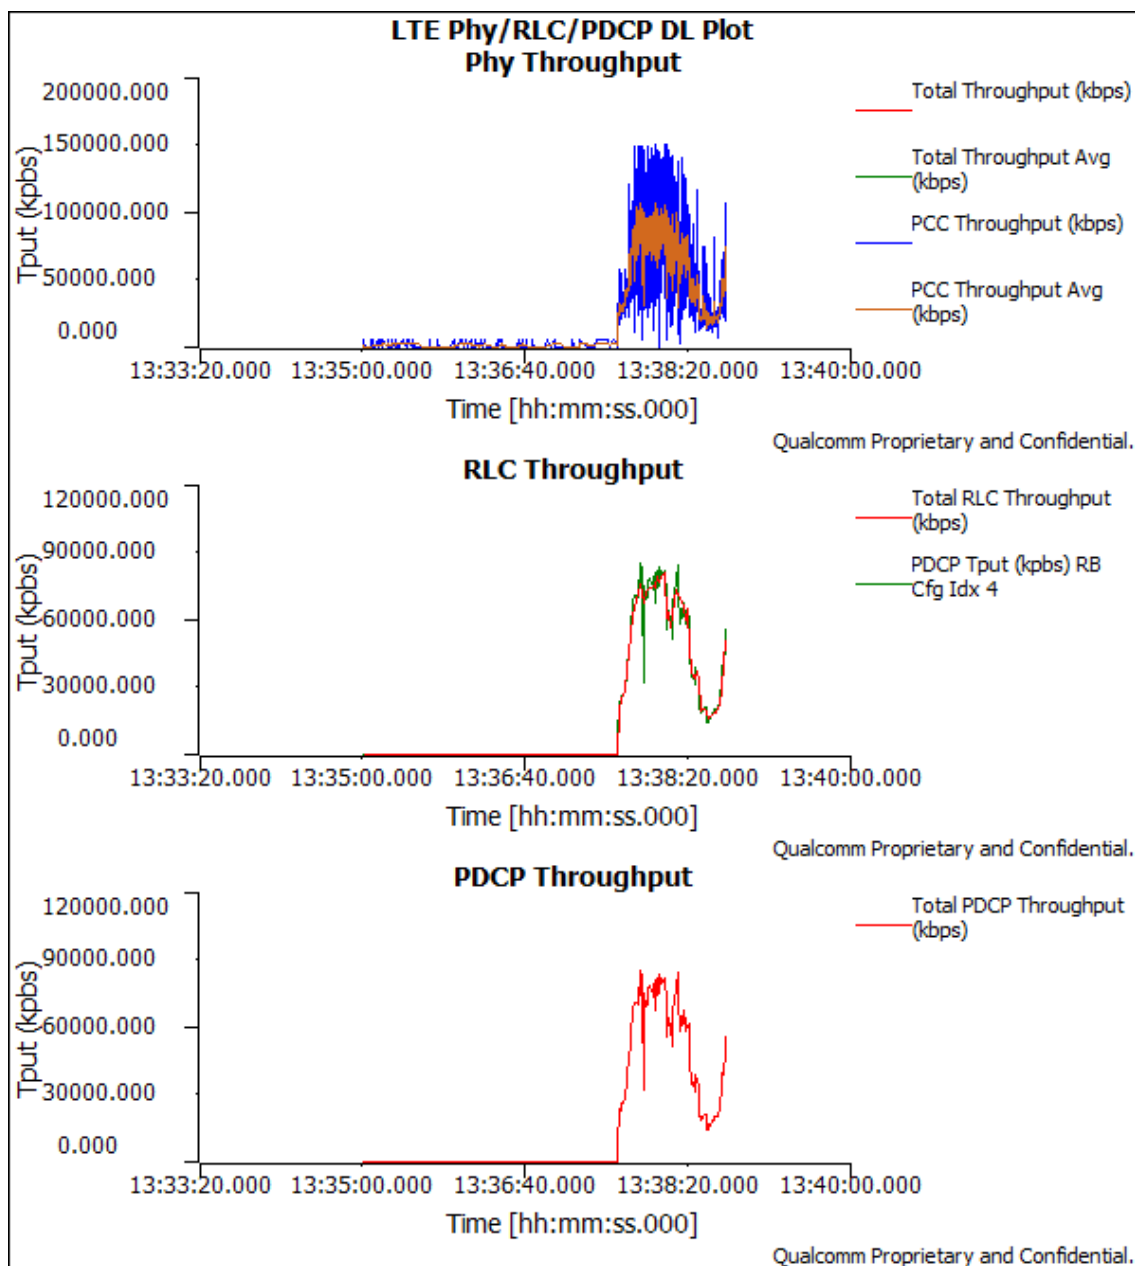 LTE Phy/RLC/PDCP DL Plot
Phy Throughput
Tput (kpbs)
200000.000
150000.000
100000.000
50000.000
0.000
13:33:20.000 13:35:00.000 13:36:40.000 13:38:20.000 13:40:00.000
Time [hh:mm:ss.000]
Total Throughput (kbps)
Total Throughput Avg
(kbps)
PCC Throughput (kbps)
PCC Throughput Avg
(kbps)
Qualcomm Proprietary and Confidential.
RLC Throughput
Tput (kpbs)
120000.000
90000.000
60000.000
30000.000
0.000
13:33:20.000 13:35:00.000 13:36:40.000 13:38:20.000 13:40:00.000
Time [hh:mm:ss.000]
Total RLC Throughput
(kbps)
PDCP Tput (kpbs) RB
Cfg Idx 4
Qualcomm Proprietary and Confidential.
PDCP Throughput
Tput (kpbs)
120000.000
90000.000
60000.000
30000.000
0.000
13:33:20.000 13:35:00.000 13:36:40.000 13:38:20.000 13:40:00.000
Time [hh:mm:ss.000]
Total PDCP Throughput
(kbps)
Qualcomm Proprietary and Confidential.